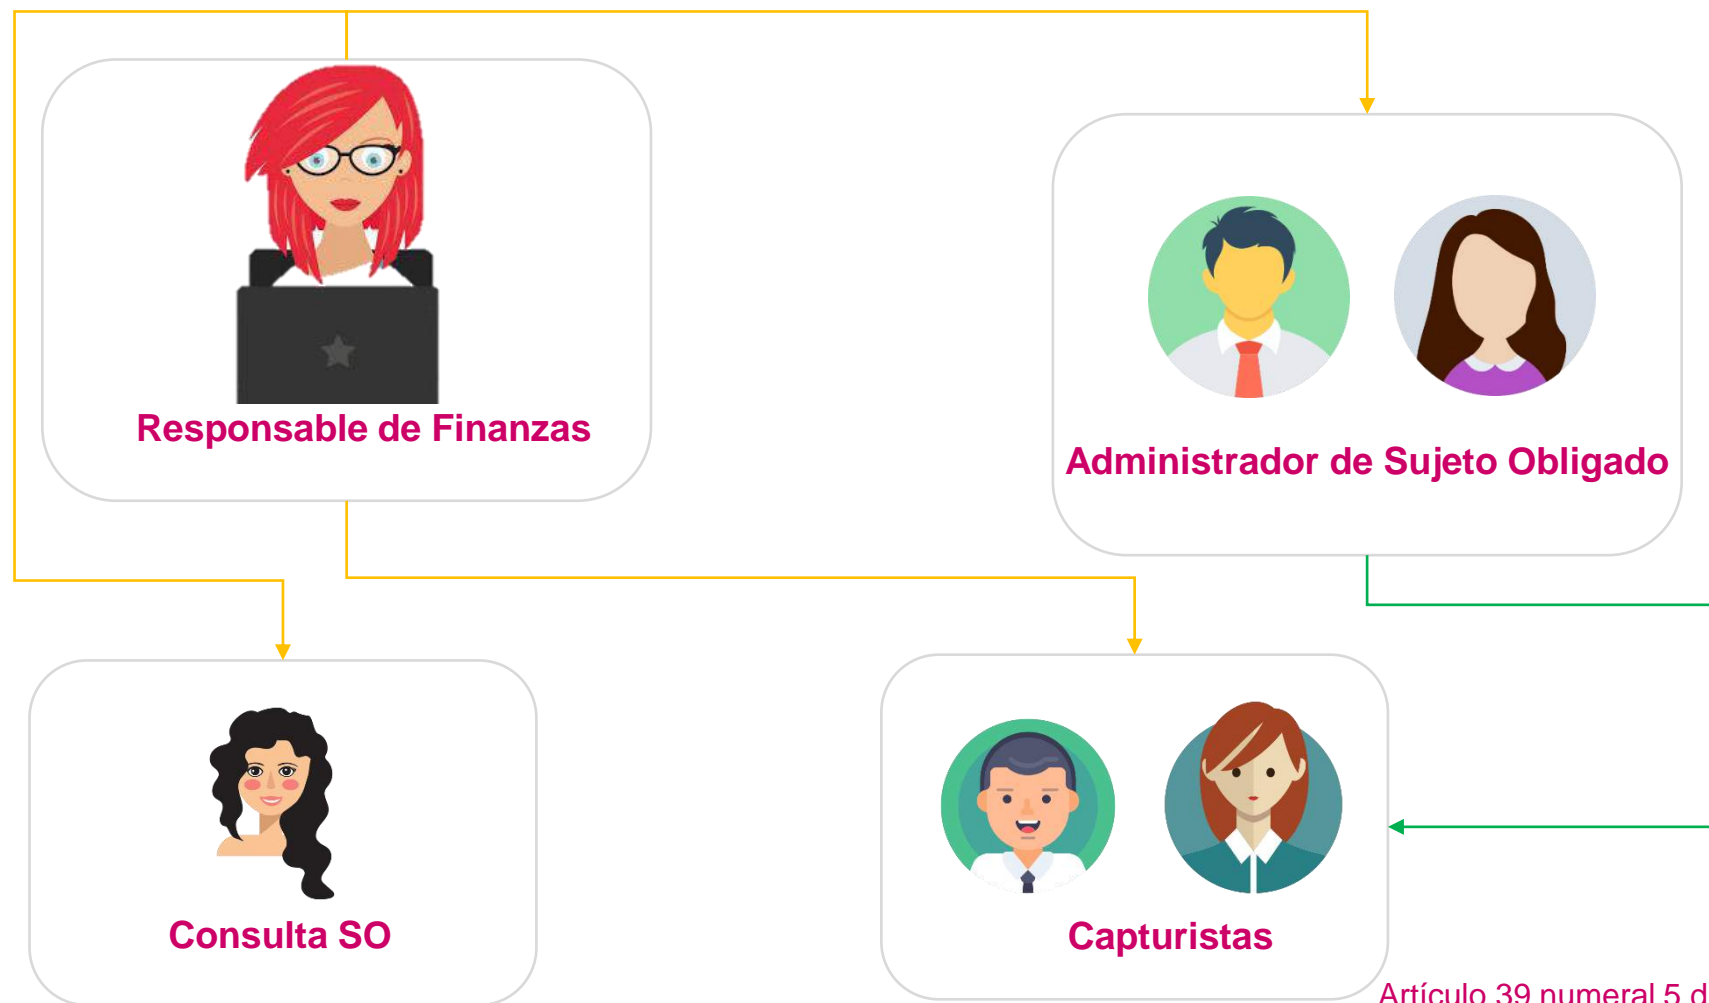 Responsable de Finanzas
Administrador de Sujeto Obligado
Consulta SO
Capturistas
Artículo 39 numeral 5 d